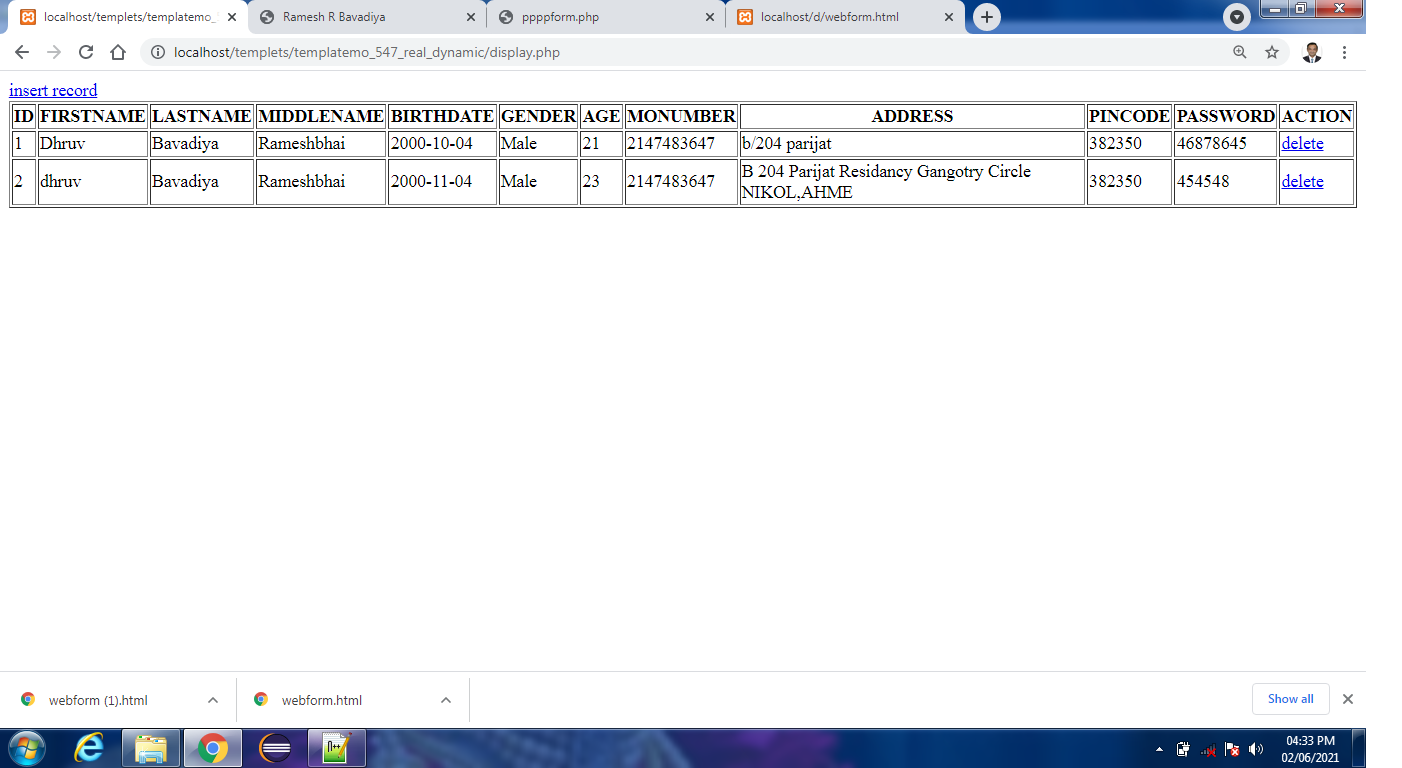 localhost/templets/templatemo_
Ramesh R Bavadiya
ppppform.php
localhost/d/webform.html
localhost/templets/templatemo_547_real_dynamic/display.php
insert record
ID FIRSTNAME LASTNAME MIDDLENAME BIRTHDATE GENDER AGE MONUMBER ADDRESS PINCODE PASSWORD ACTION
1 Dhruv Bavadiya Rameshbhai 2000-10-04 Male 21 2147483647 b/204 parijat 382350 46878645 delete
2 dhruv Bavadiya Rameshbhai 2000-11-04 Male 23 2147483647 B 204 Parijat Residancy Gangotry Circle NIKOL,AHME 382350 454548 delete
webform (1).html
webform.html
Show all
04:33 PM
02/06/2021